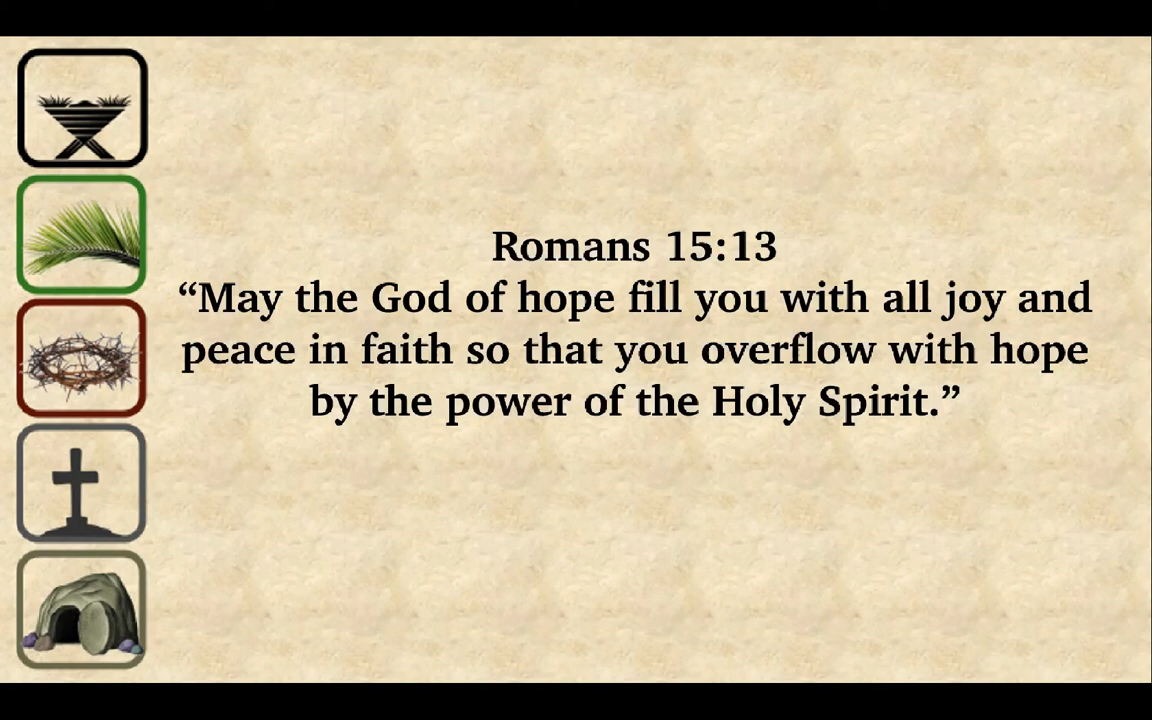 Romans 15:13
“May the God of hope fill you with all joy and
peace in faith so that you overflow with hope
by the power of the Holy Spirit.”